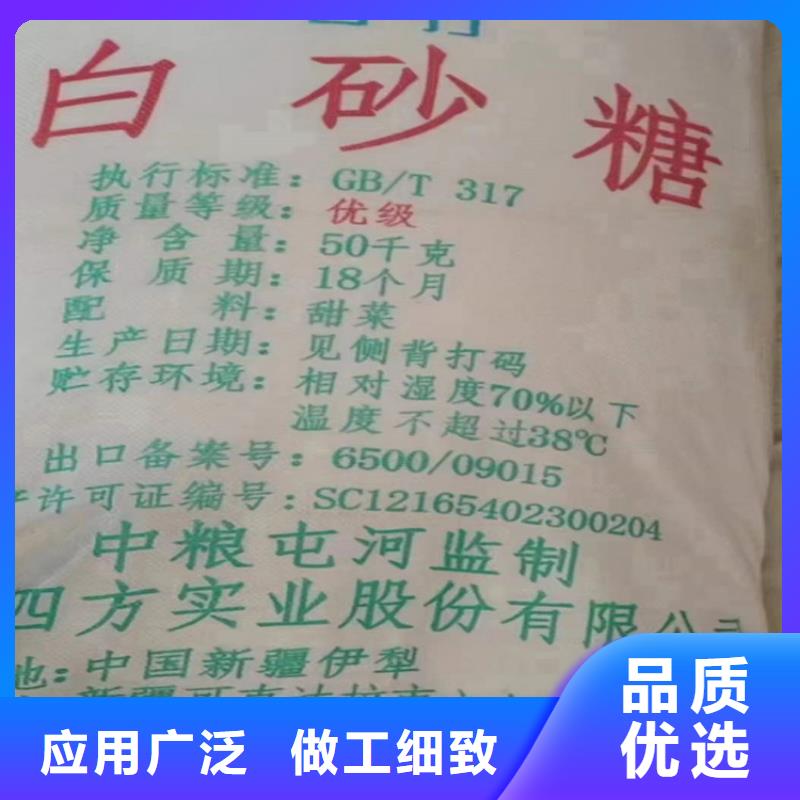 白砂糖
执行标准：GB/T 317
质量等级：优级
净含量：50千克
保质期：18个月
配料：甜菜
生产日期：见侧背打码
贮存环境：相对湿度70%以下
温度不超过38℃
出口备案号：6500/09015
许可证编号：SC12165402300204
中粮屯河监制
四方实业股份有限公司
地：中国新疆伊犁
品质
优选
应用广泛 做工细致